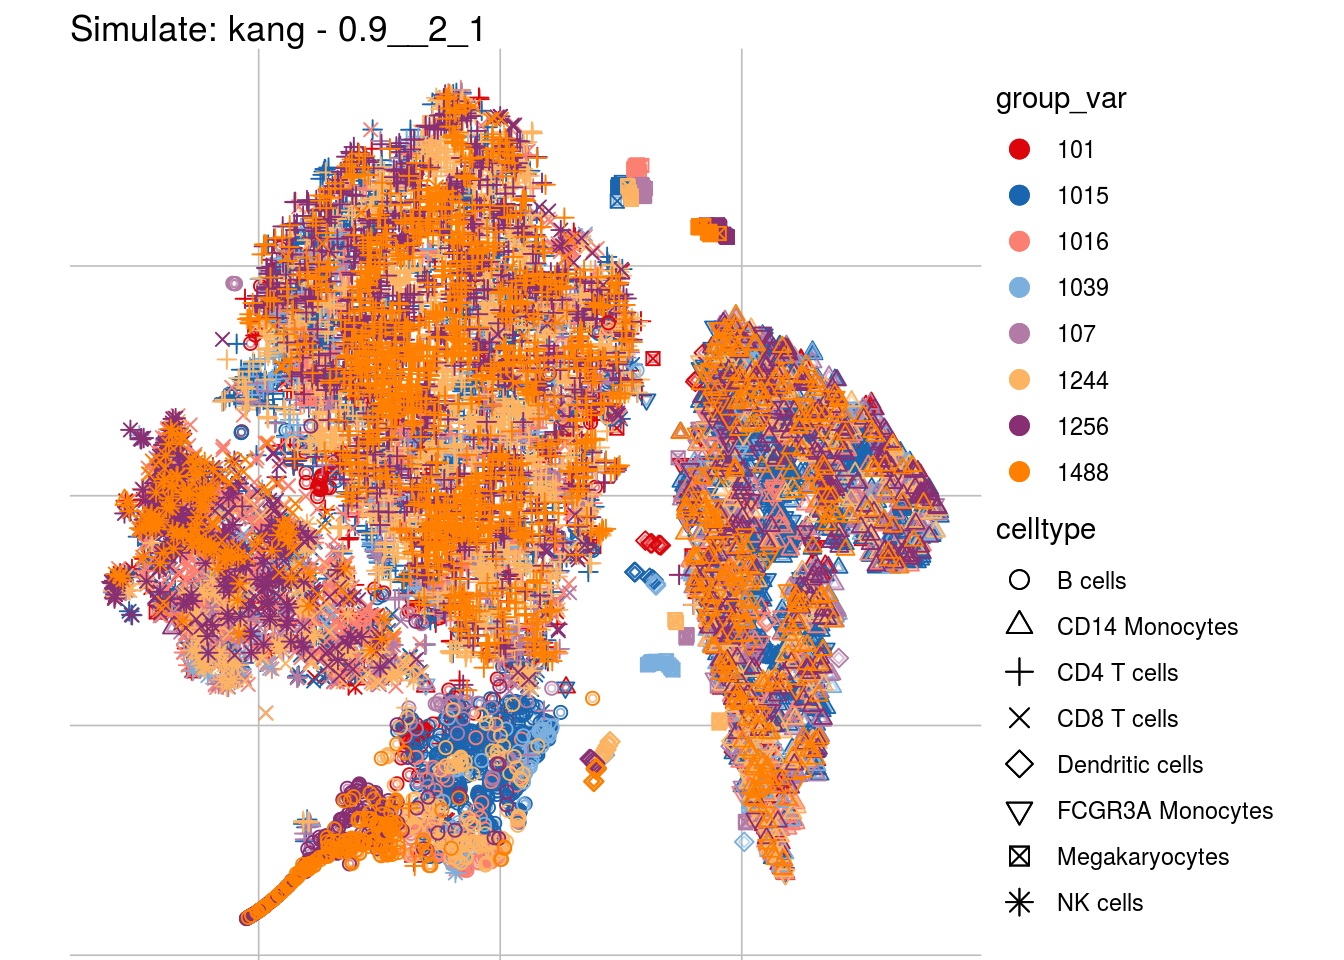 Simulate: kang - 0.9__2_1
group_var
101
1015
1016
1039
107
1244
1256
1488
celltype
B cells
CD14 Monocytes
CD4 T cells
CD8 T cells
Dendritic cells
FCGR3A Monocytes
Megakaryocytes
NK cells